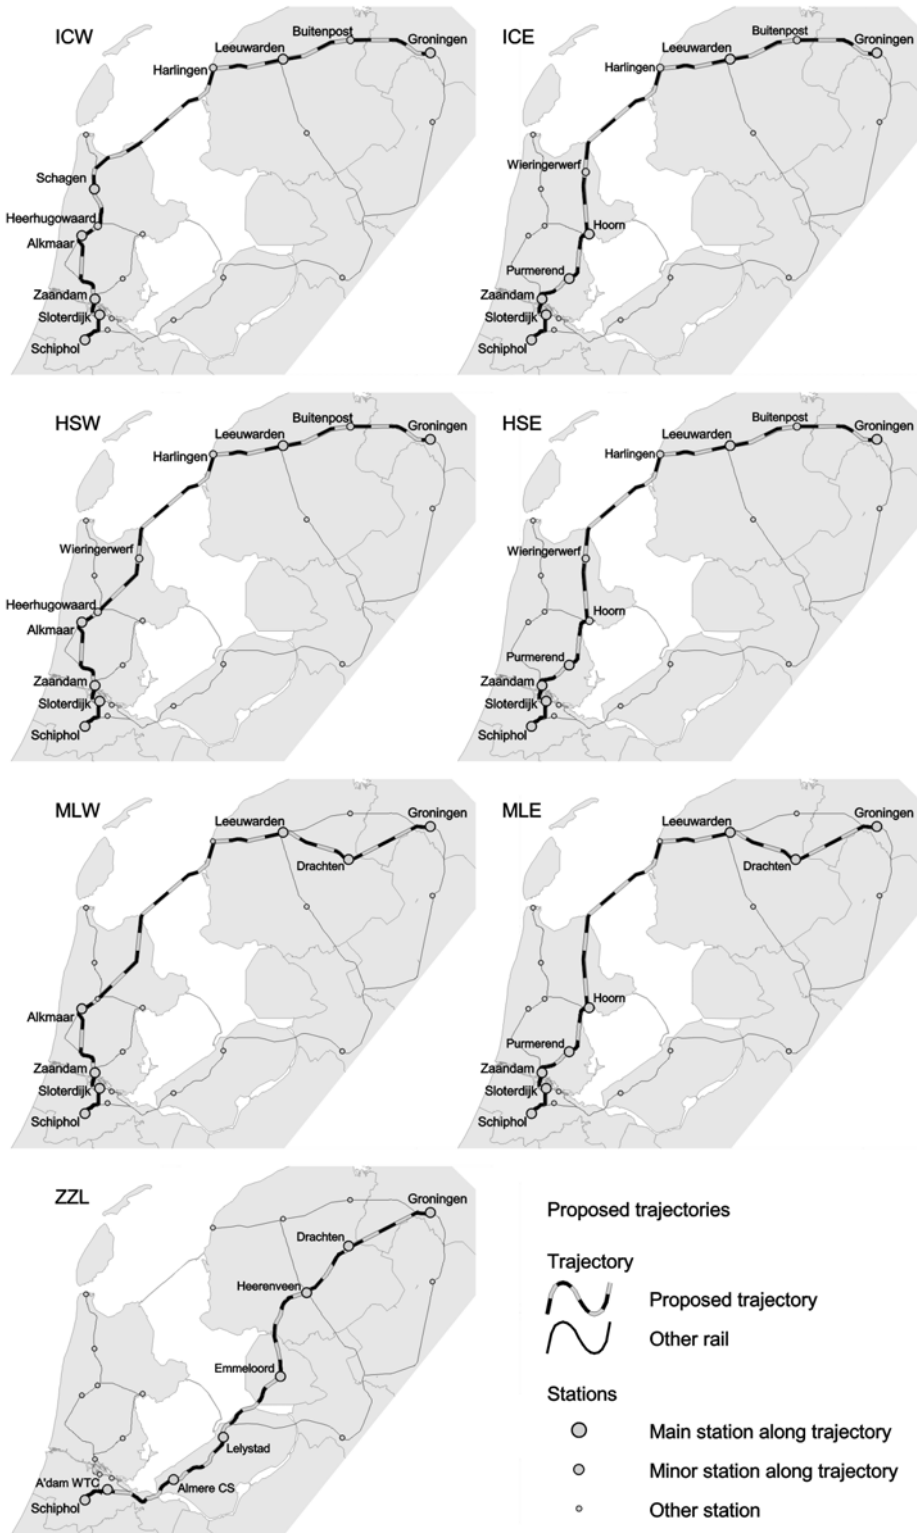 ICW
Buitenpost
Groningen
Leeuwarden
Harlingen
Schagen
Heerhugowaard
Alkmaar
Zaandam
Sloterdijk
Schiphol
ICE
Buitenpost
Groningen
Leeuwarden
Harlingen
Wieringerwerf
Hoorn
Purmerend
Zaandam
Sloterdijk
Schiphol
HSW
Buitenpost
Groningen
Leeuwarden
Harlingen
Wieringerwerf
Heerhugowaard
Alkmaar
Zaandam
Sloterdijk
Schiphol
HSE
Buitenpost
Groningen
Leeuwarden
Harlingen
Wieringerwerf
Hoorn
Purmerend
Zaandam
Sloterdijk
Schiphol
MLW
Groningen
Leeuwarden
Drachten
Alkmaar
Zaandam
Sloterdijk
Schiphol
MLE
Groningen
Leeuwarden
Drachten
Hoorn
Purmerend
Zaandam
Sloterdijk
Schiphol
ZZL
Groningen
Drachten
Heerenveen
Emmeloord
Lelystad
A'dam WTC
Almere CS
Schiphol
Proposed trajectories
Trajectory
Proposed trajectory
Other rail
Stations
Main station along trajectory
Minor station along trajectory
Other station